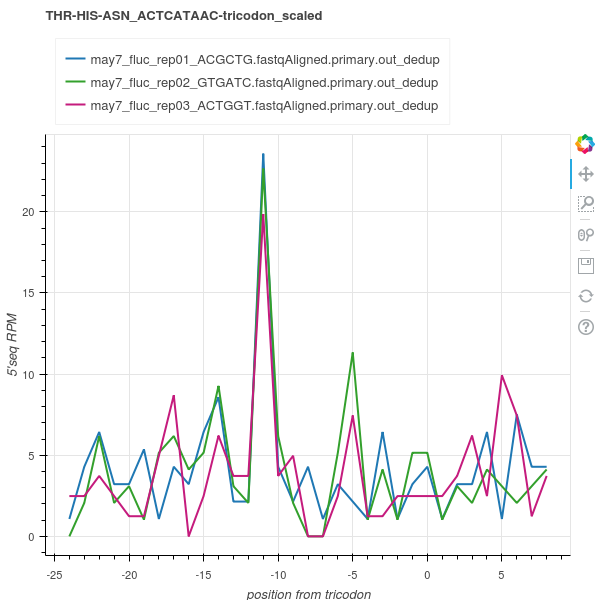 THR-HIS-ASN_ACTCATAAC-tricodon_scaled
may7_fluc_rep01_ACGCTG.fastqAligned.primary.out_dedup
may7_fluc_rep02_GTGATC.fastqAligned.primary.out_dedup
may7_fluc_rep03_ACTGGT.fastqAligned.primary.out_dedup
5'seq RPM
20
15
10
5
0
-25 -20 -15 -10 -5 0 5
position from tricodon